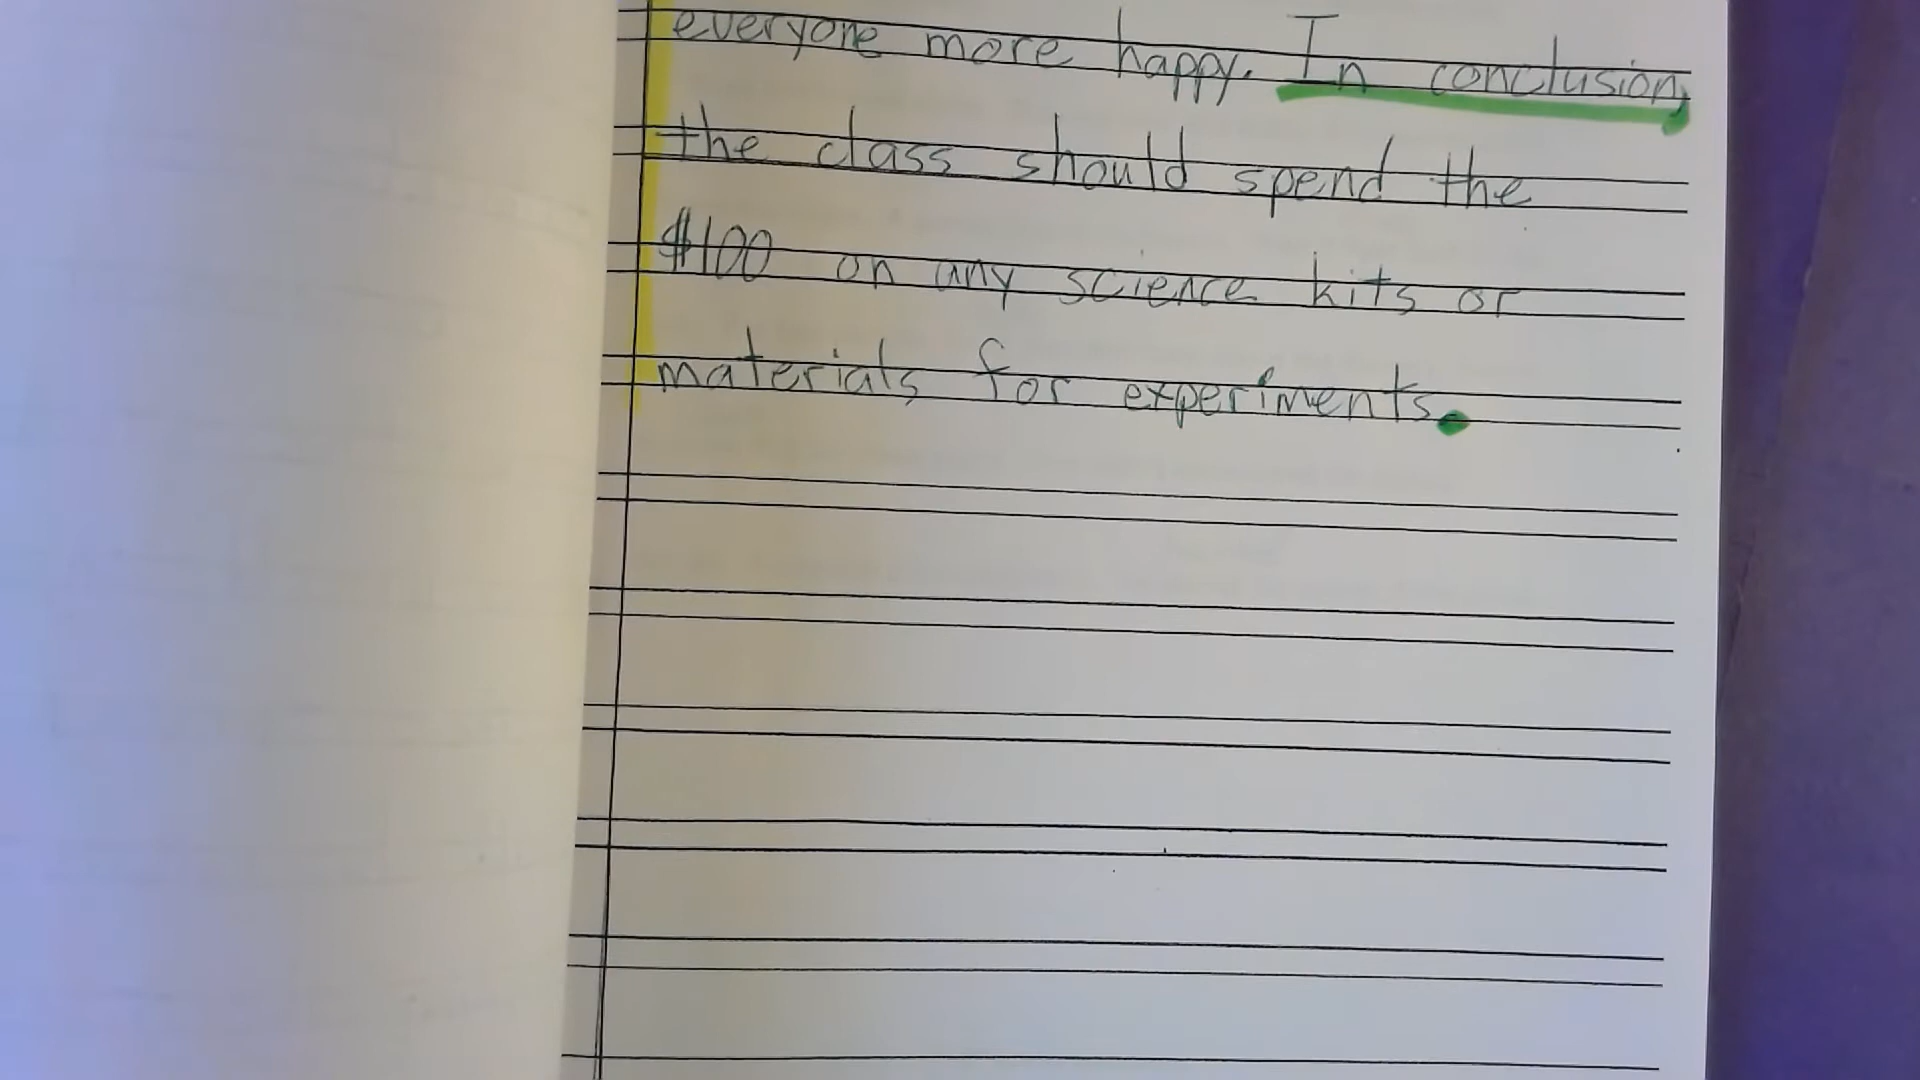 everyone more happy. In conclusion,
the class should spend the
$100 on any science kits or
materials for experiments.